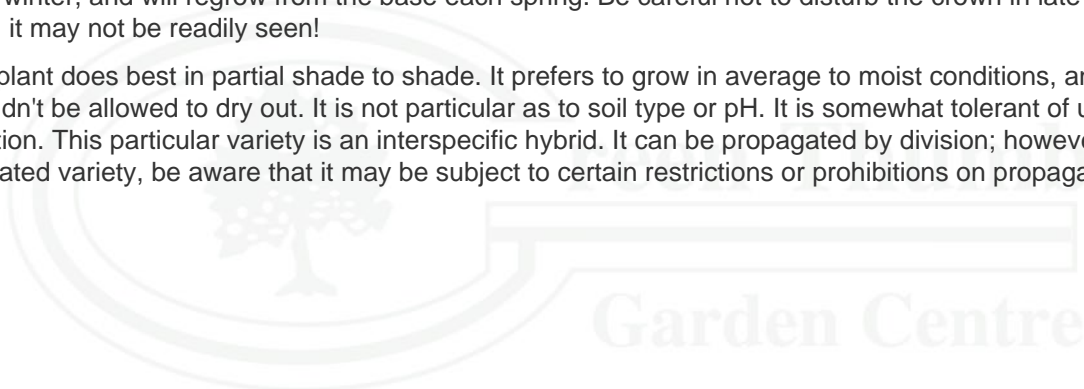 winter, and will regrow from the base each spring. Be careful not to disturb the crown in late
it may not be readily seen!
plant does best in partial shade to shade. It prefers to grow in average to moist conditions, an
dn't be allowed to dry out. It is not particular as to soil type or pH. It is somewhat tolerant of u
tion. This particular variety is an interspecific hybrid. It can be propagated by division; howeve
ated variety, be aware that it may be subject to certain restrictions or prohibitions on propaga
Garden Centre